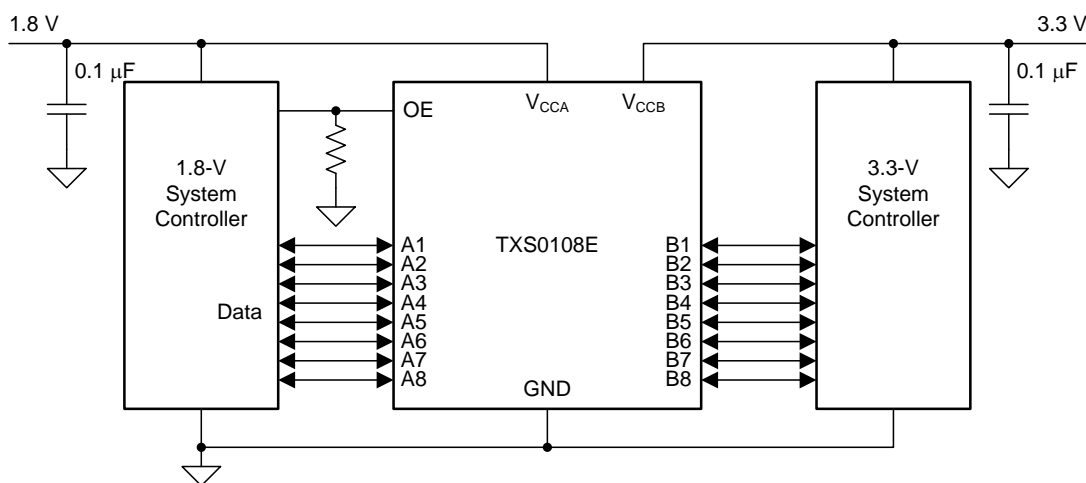 1.8 V
3.3 V
0.1 μF
0.1 μF
OE
VCCA
VCCB
1.8-V
System
Controller
3.3-V
System
Controller
TXS0108E
Data
A1
A2
A3
A4
A5
A6
A7
A8
B1
B2
B3
B4
B5
B6
B7
B8
GND